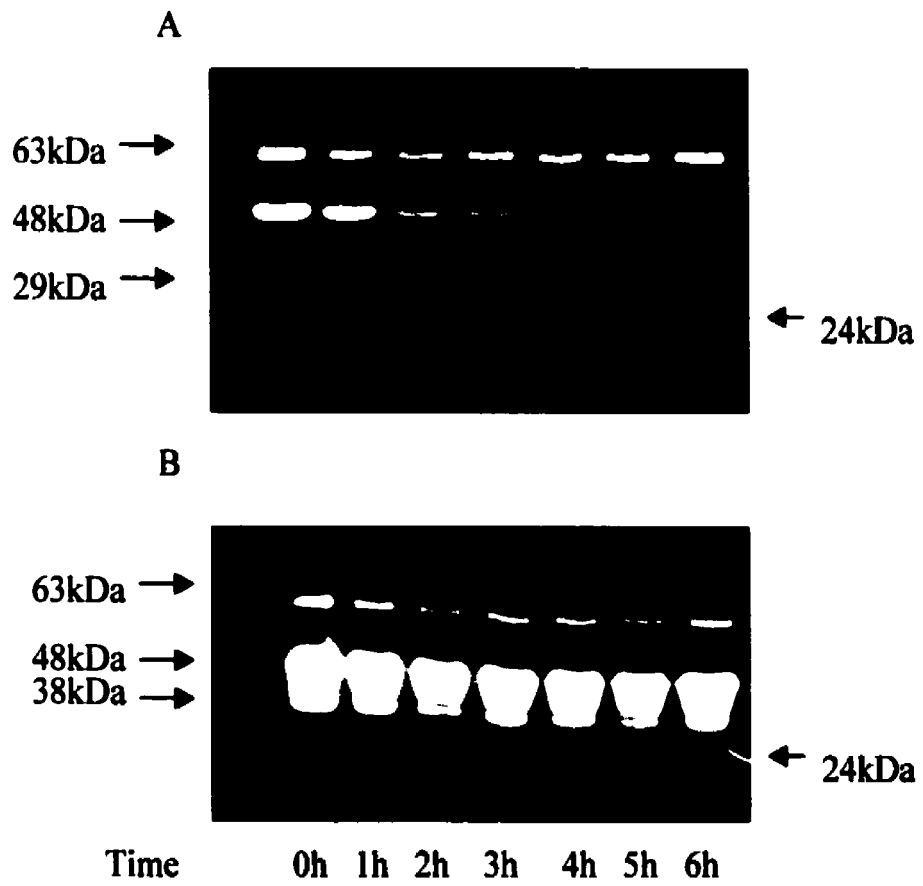 A
63kDa
48kDa
29kDa
24kDa
B
63kDa
48kDa
38kDa
24kDa
Time 0h 1h 2h 3h 4h 5h 6h